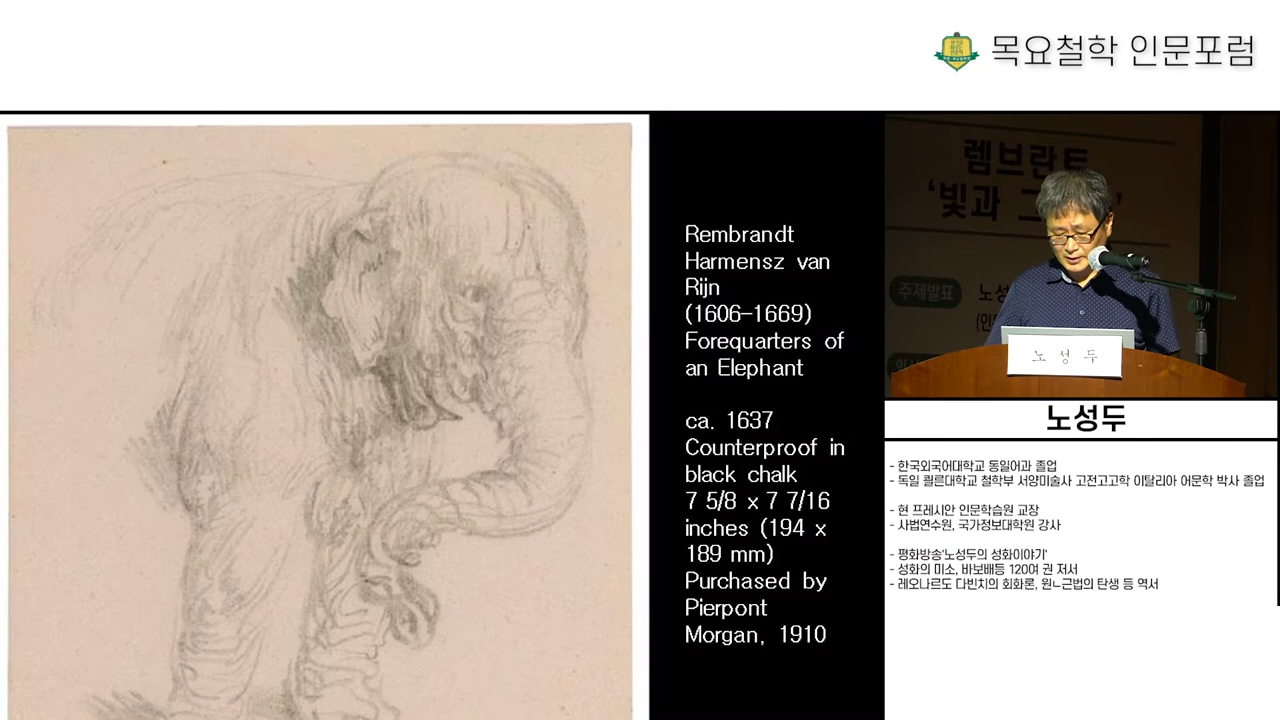 목요철학 인문포럼
Rembrandt
Harmensz van
Rijn
(1606-1669)
Forequarters of
an Elephant
ca. 1637
Counterproof in
black chalk
7 5/8 x 7 7/16
inches (194 x
189 mm)
Purchased by
Pierpont
Morgan, 1910
렘브란트
주제발표
노성두
노성두
- 한국외국어대학교 동일어과 졸업
- 독일 쾰른대학교 철학부 서양미술사 고전고고학 이탈리아 어문학 박사 졸업
- 현 프레시안 인문학습원 교장
- 사법연수원, 국가정보대학원 강사
- 평화방송'노성두의 성화이야기'
- 성화의 미소, 바보배등 120여 권 저서
- 레오나르도 다빈치의 회화론, 원ㄴ근법의 탄생 등 역서